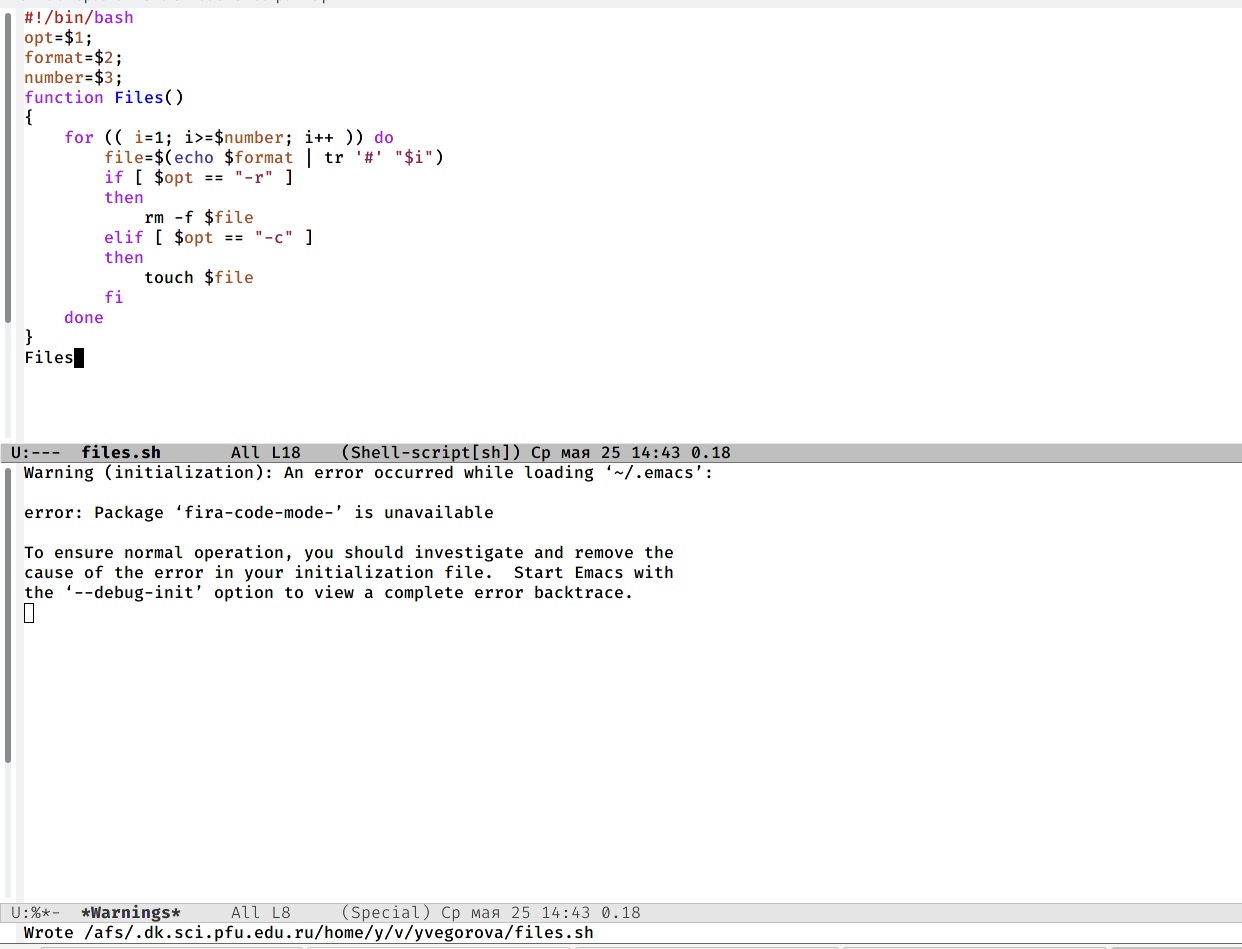 #!/bin/bash
opt=$1;
format=$2;
number=$3;
function Files()
{
    for (( i=1; i>=$number; i++ )) do
        file=$(echo $format | tr '#' "$i")
        if [ $opt == "-r" ]
        then
            rm -f $file
        elif [ $opt == "-c" ]
        then
            touch $file
        fi
    done
}
Files
U:--- files.sh All L18 (Shell-script[sh]) Ср мая 25 14:43 0.18
Warning (initialization): An error occurred while loading ‘~/.emacs’:
error: Package ‘fira-code-mode-’ is unavailable
To ensure normal operation, you should investigate and remove the
cause of the error in your initialization file.  Start Emacs with
the ‘--debug-init’ option to view a complete error backtrace.
U:%*- *Warnings* All L8 (Special) Ср мая 25 14:43 0.18
Wrote /afs/.dk.sci.pfu.edu.ru/home/y/v/yvegorova/files.sh